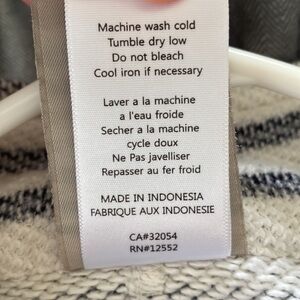 Machine wash cold
Tumble dry low
Do not bleach
Cool iron if necessary
Laver a la machine
a l'eau froide
Secher a la machine
cycle doux
Ne Pas javelliser
Repasser au fer froid
MADE IN INDONESIA
FABRIQUE AUX INDONESIE
CA#32054
RN#12552